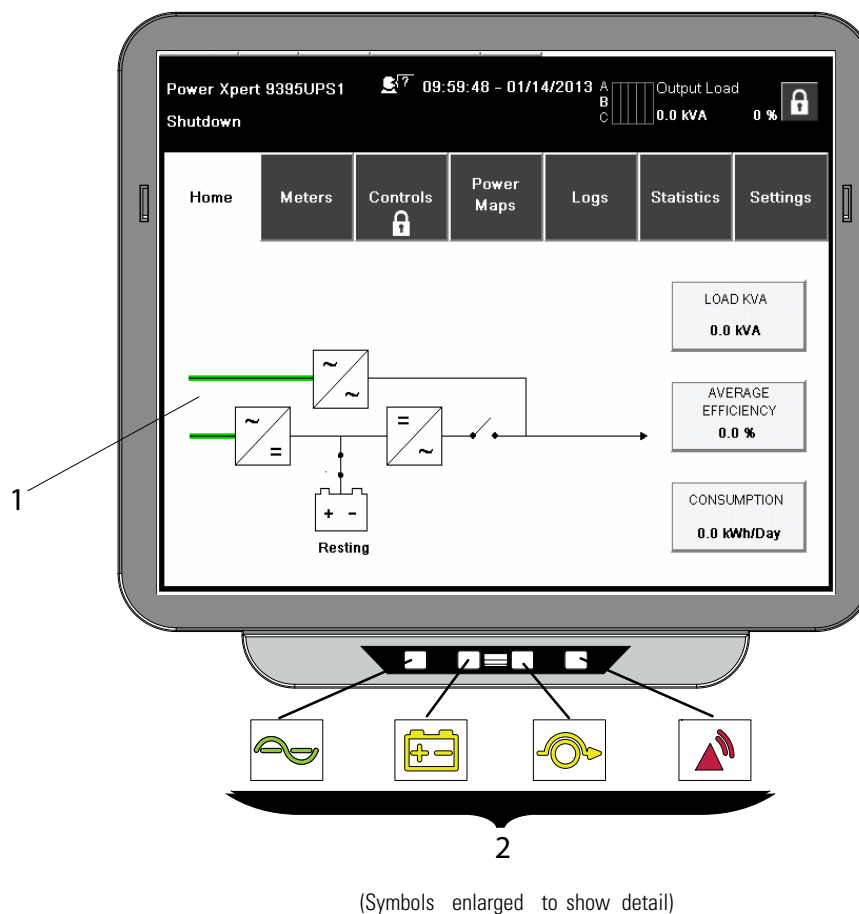 Power Xpert 9395UPS1 ? 09:59:48 - 01/14/2013
Shutdown
A
B
C
Output Load
0.0 kVA 0 %
Home
Meters
Controls
Power
Maps
Logs
Statistics
Settings
LOAD KVA
0.0 kVA
AVERAGE
EFFICIENCY
0.0 %
CONSUMPTION
0.0 kWh/Day
~
~
~
=
=
~
+ -
Resting
1
+ -
2
(Symbols enlarged to show detail)